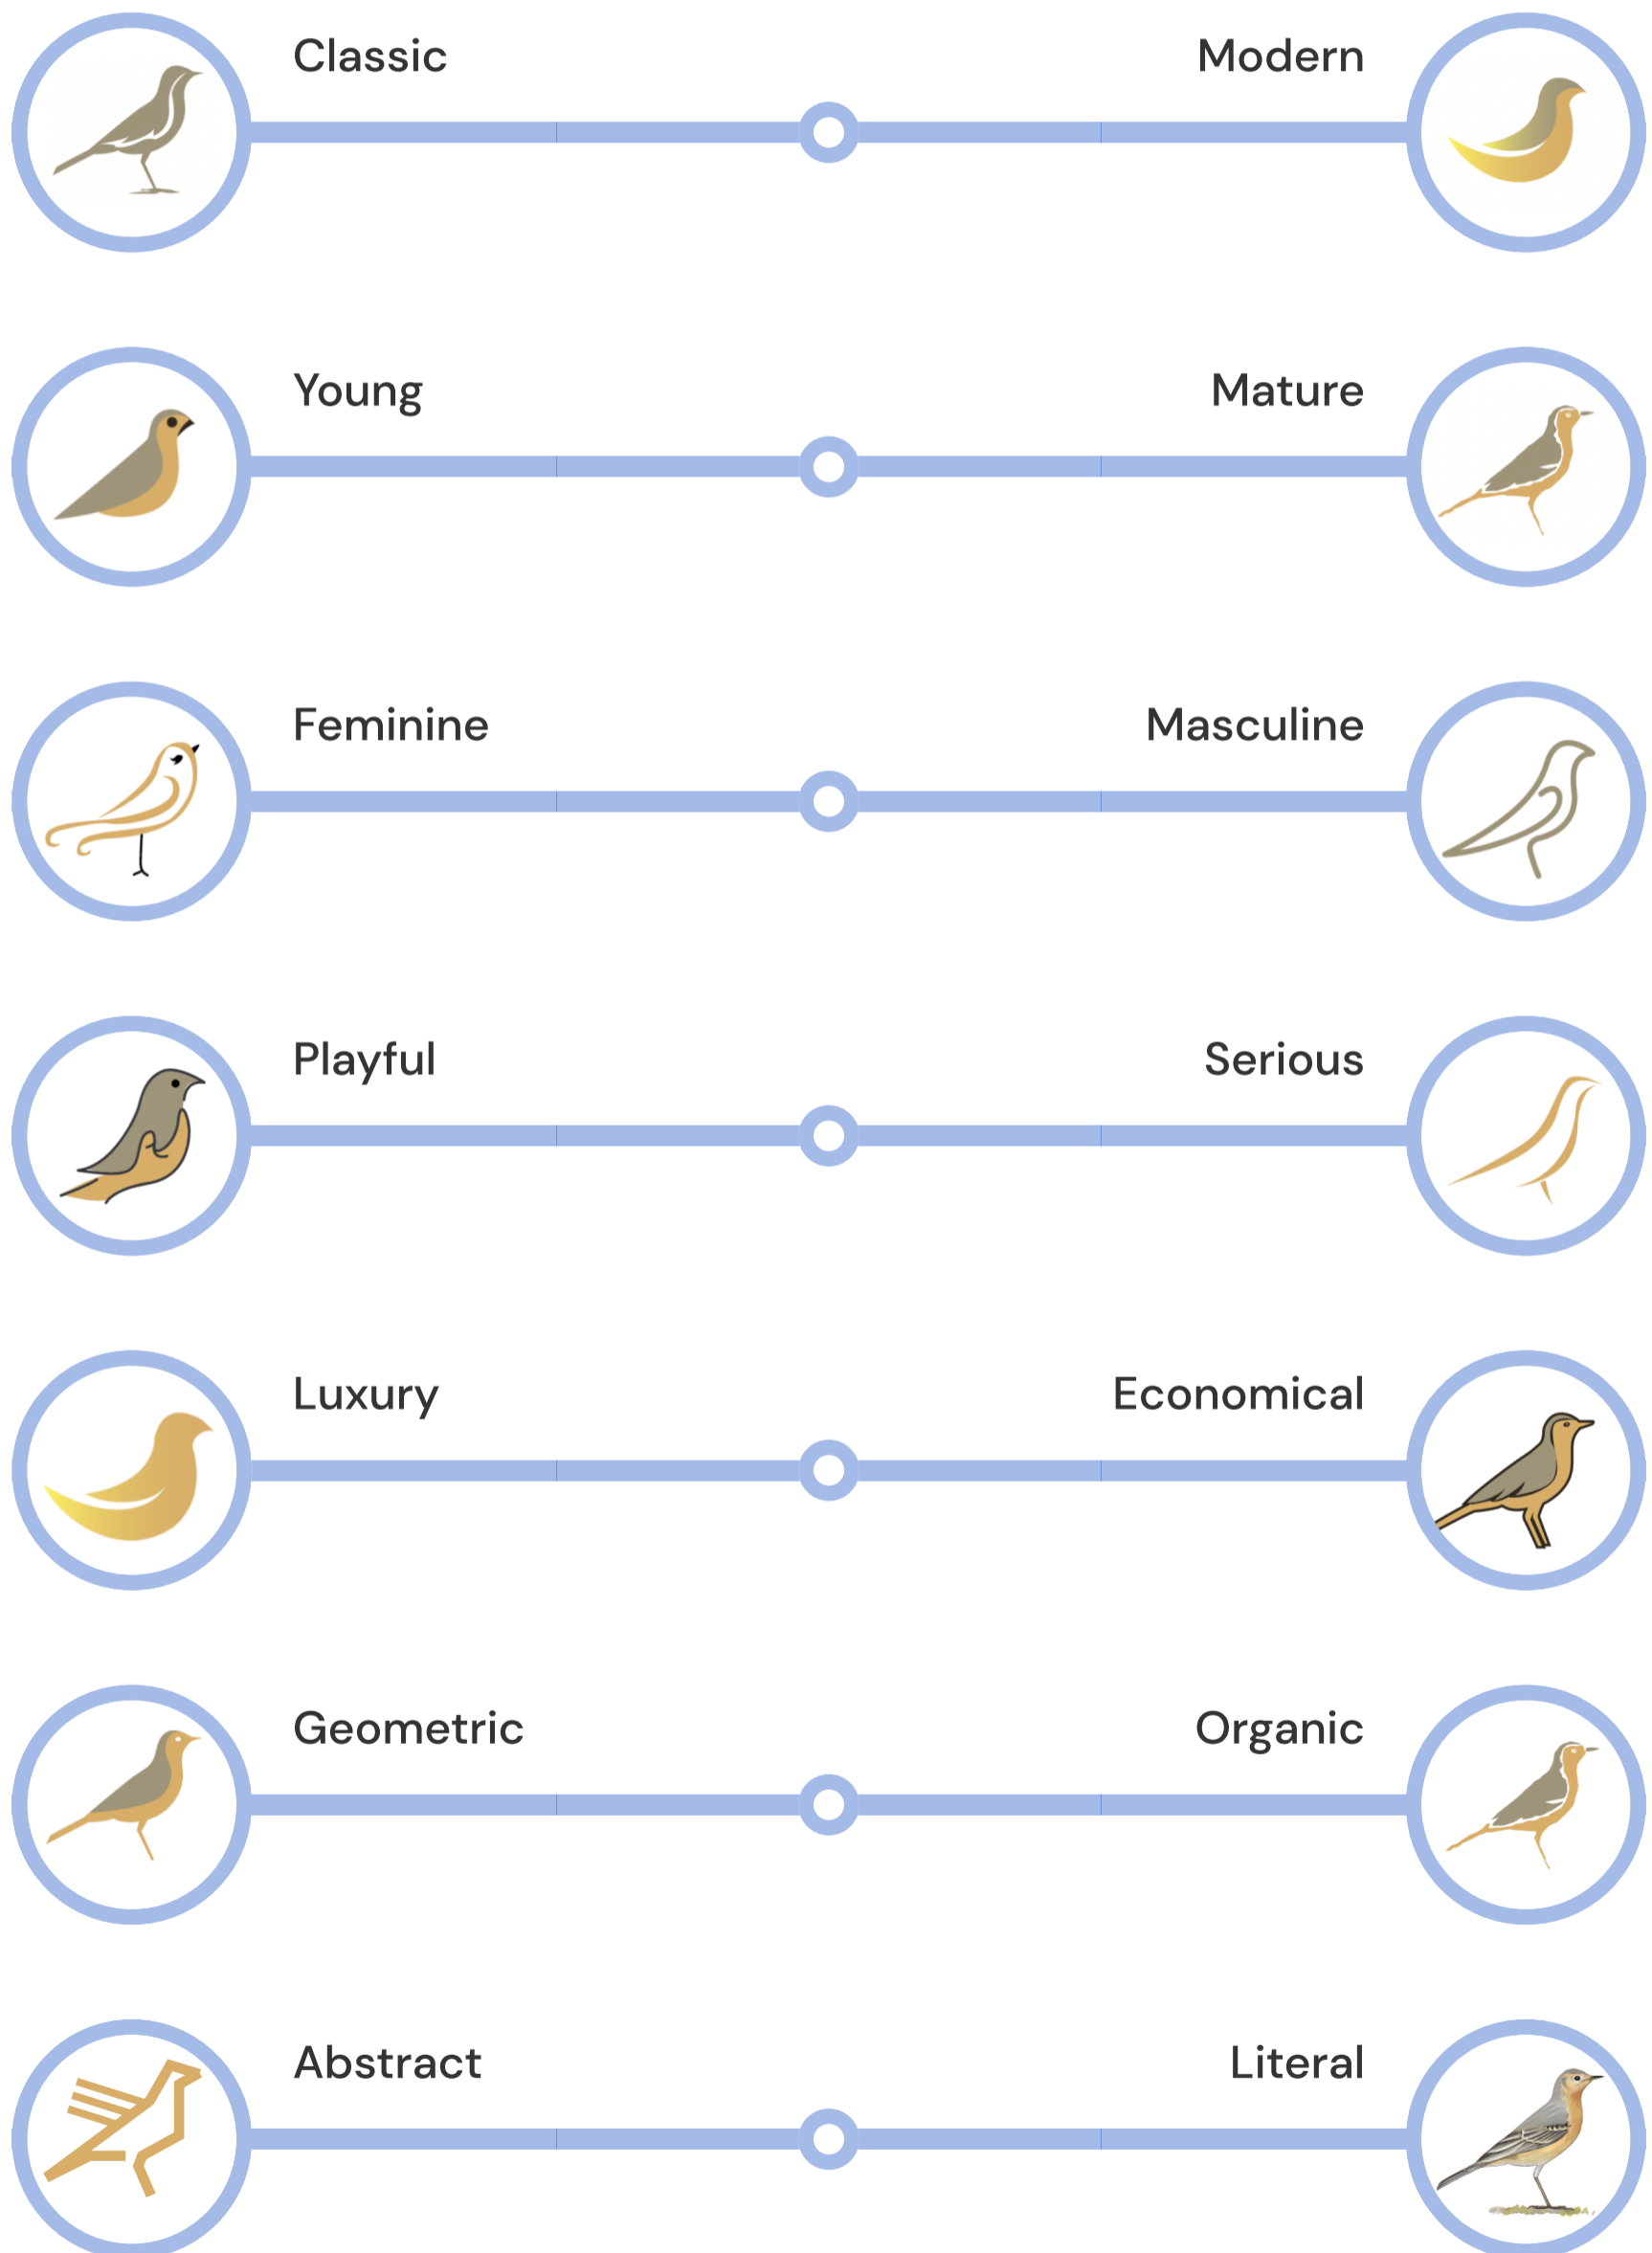 Classic
Modern
Young
Mature
Feminine
Masculine
Playful
Serious
Luxury
Economical
Geometric
Organic
Abstract
Literal